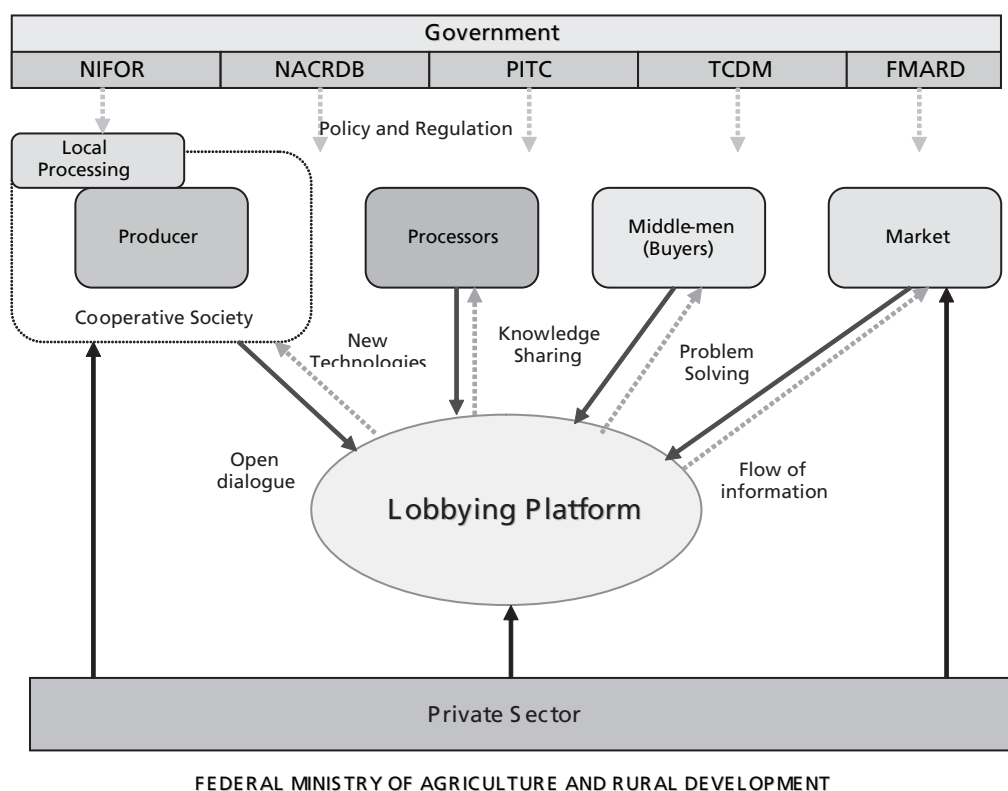 Government
NIFOR NACRDB PITC TCDM FMARD
Policy and Regulation
Local
Processing
Producer
Cooperative Society
Processors
Middle-men
(Buyers)
Market
New
Technologies
Knowledge
Sharing
Problem
Solving
Open
dialogue
Flow of
information
Lobbying Platform
Private Sector
FEDERAL MINISTRY OF AGRICULTURE AND RURAL DEVELOPMENT